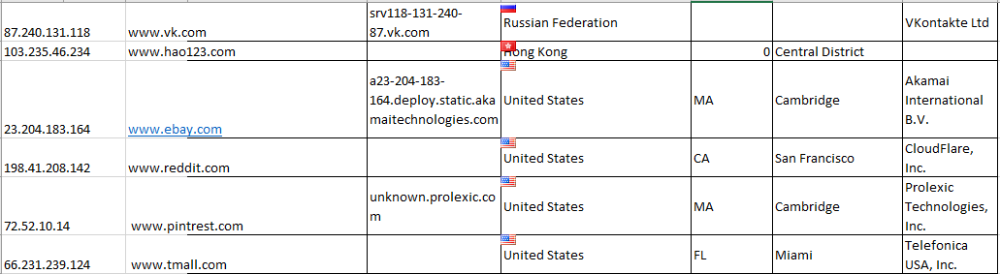 87.240.131.118 www.vk.com srv118-131-240-
87.vk.com Russian Federation VKontakte Ltd
103.235.46.234 www.hao123.com Hong Kong 0 Central District
23.204.183.164 www.ebay.com a23-204-183-
164.deploy.static.aka
maitechnologies.com United States MA Cambridge Akamai
International
B.V.
198.41.208.142 www.reddit.com United States CA San Francisco CloudFlare,
Inc.
72.52.10.14 www.pintrest.com unknown.prolexic.co
m United States MA Cambridge Prolexic
Technologies,
Inc.
66.231.239.124 www.tmall.com United States FL Miami Telefonica
USA, Inc.